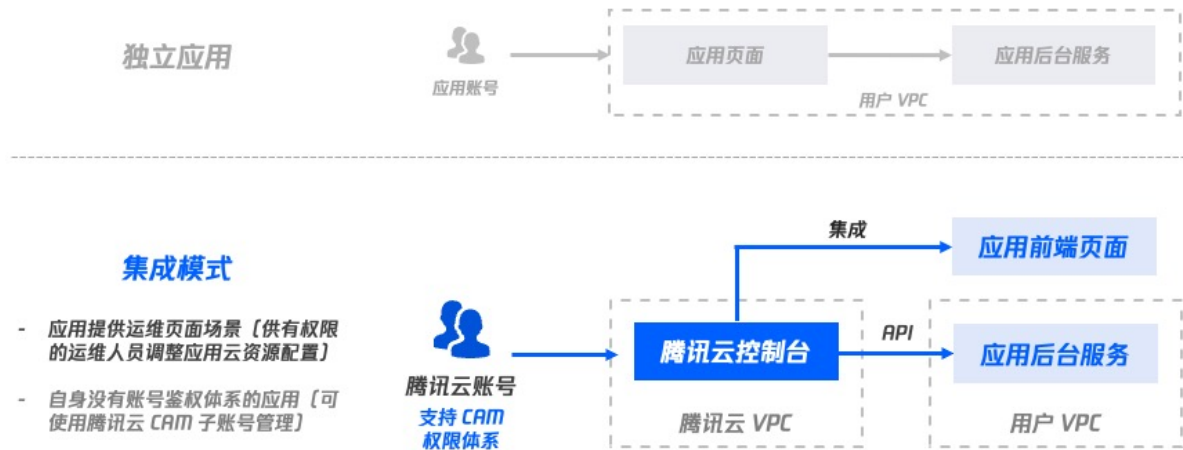 独立应用
应用账号
应用页面
应用后台服务
用户 VPC
集成模式
- 应用提供运维页面场景〔供有权限
的运维人员调整应用云资源配置〕
- 自身没有账号鉴权体系的应用〔可
使用腾讯云 CAM 子账号管理〕
腾讯云账号
支持 CAM
权限体系
腾讯云控制台
腾讯云 VPC
集成
应用前端页面
API
应用后台服务
用户 VPC